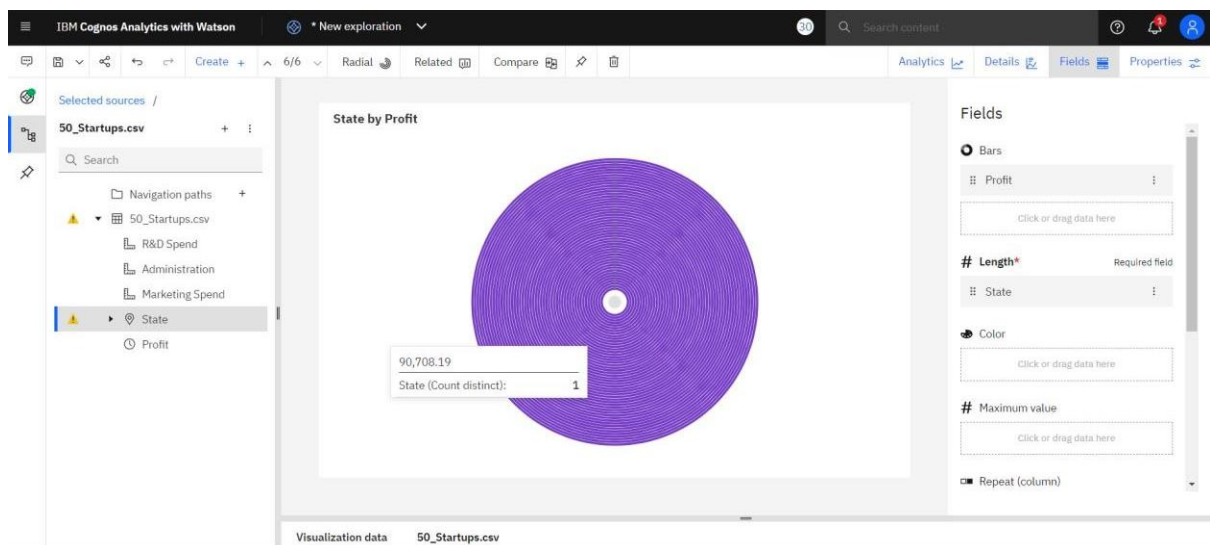 IBM Cognos Analytics with Watson
* New exploration
30
Search content
1
Create +
6/6
Radial
Related
Compare
Analytics
Details
Fields
Properties
Selected sources /
50_Startups.csv
Search
Navigation paths +
50_Startups.csv
R&D Spend
Administration
Marketing Spend
State
Profit
State by Profit
90,708.19
State (Count distinct): 1
Fields
Bars
Profit
Click or drag data here
# Length* Required field
State
Color
Click or drag data here
# Maximum value
Click or drag data here
Repeat (column)
Visualization data 50_Startups.csv